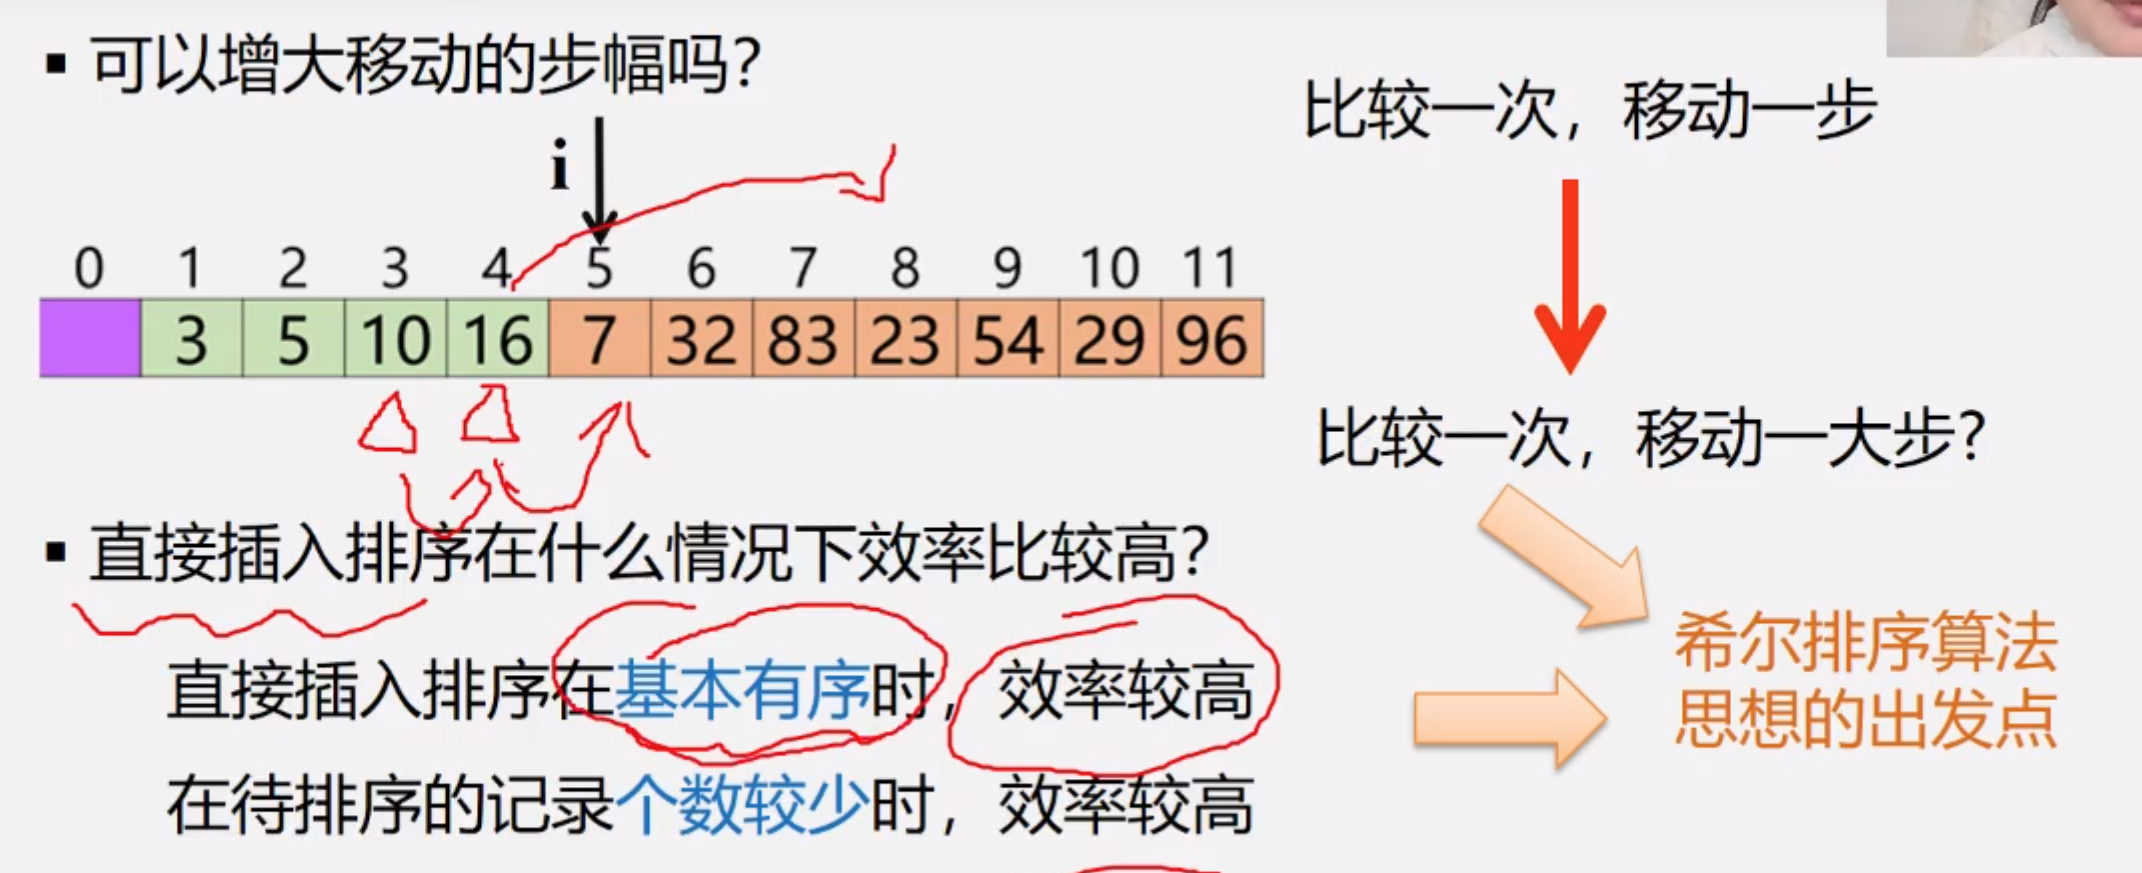 ▪ 可以增大移动的步幅吗?
i
0 1 2 3 4 5 6 7 8 9 10 11
3 5 10 16 7 32 83 23 54 29 96
比较一次，移动一步
比较一次，移动一大步?
▪ 直接插入排序在什么情况下效率比较高?
直接插入排序在基本有序时，效率较高
在待排序的记录个数较少时，效率较高
希尔排序算法
思想的出发点